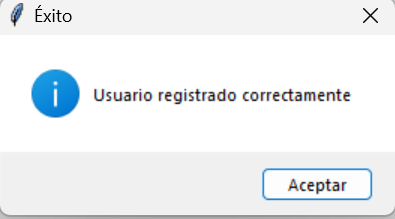 Éxito
Usuario registrado correctamente
Aceptar